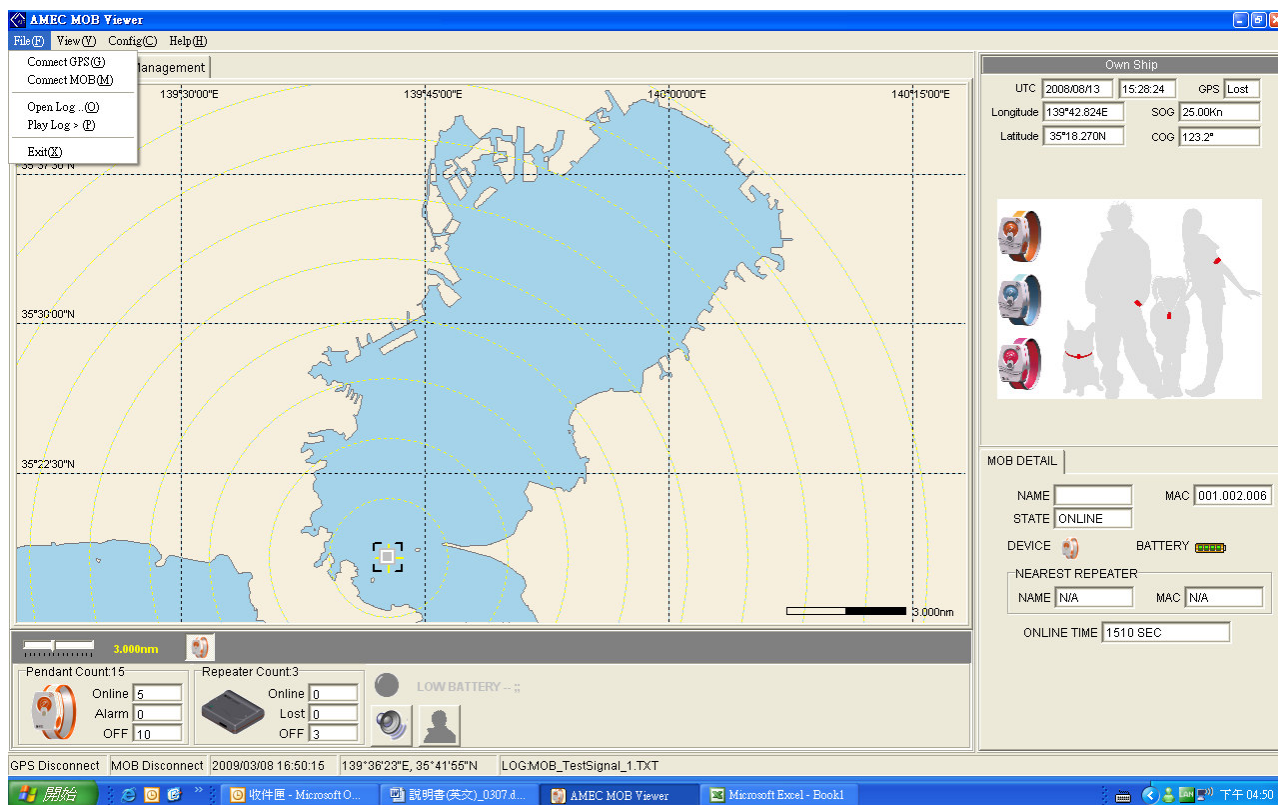 AMEC MOB Viewer
File(F) View(V) Config(C) Help(H)
Connect GPS(G)
Connect MOB(M)
Open Log ..(O)
Play Log > (P)
Exit(X)
Management
139°30'00"E 139°45'00"E 140°00'00"E 140°15'00"E
35°37'30"N
35°30'00"N
35°22'30"N
3.000nm
3.000nm
Pendant Count:15
Online 5
Alarm 0
OFF 10
Repeater Count:3
Online 0
Lost 0
OFF 3
LOW BATTERY -- ;;
Own Ship
UTC 2008/08/13 15:28:24 GPS Lost
Longitude 139°42.824E SOG 25.00Kn
Latitude 35°18.270N COG 123.2°
MOB DETAIL
NAME MAC 001.002.006
STATE ONLINE
DEVICE BATTERY
NEAREST REPEATER
NAME N/A MAC N/A
ONLINE TIME 1510 SEC
GPS Disconnect MOB Disconnect 2009/03/08 16:50:15 139°36'23"E, 35°41'55"N LOG:MOB_TestSignal_1.TXT
開始 » 收件匣 - Microsoft O... 說明書(英文)_0307.d... AMEC MOB Viewer Microsoft Excel - Book1 下午 04:50